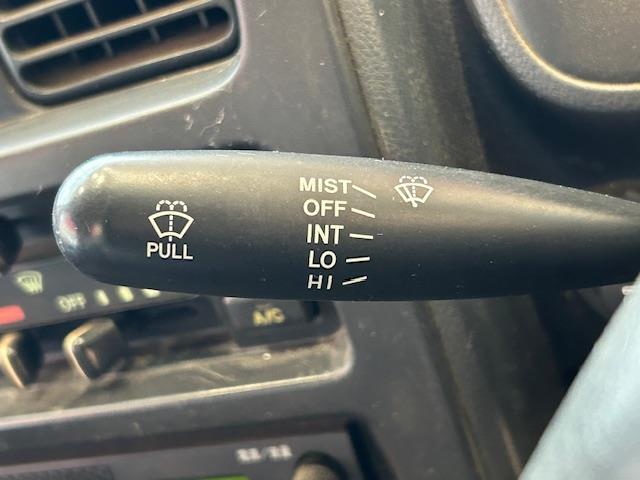 MIST
OFF
INT
LO
HI
PULL
OFF
A/C